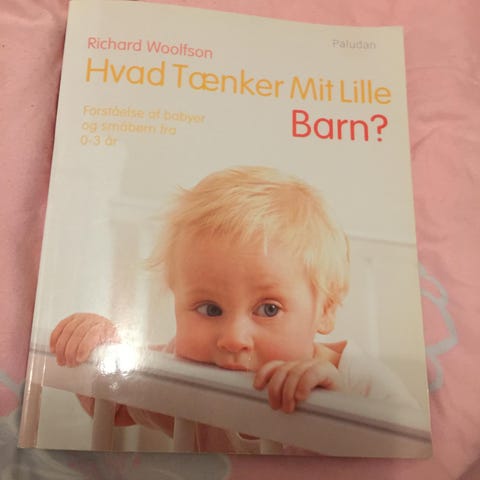 Richard Woolfson
Paludan
Hvad Tænker Mit Lille
Barn?
Forståelse af babyer
og småbørn fra
0-3 år